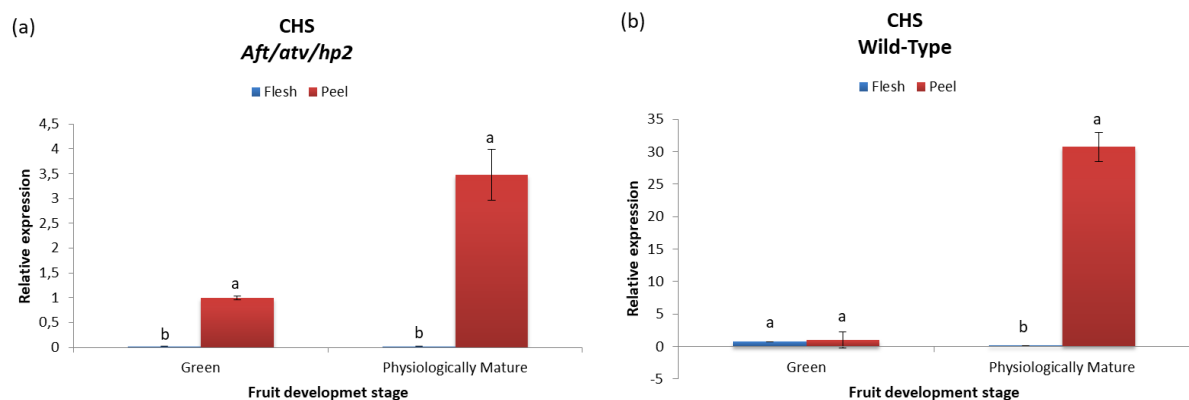 (a)
CHS
Aft/atv/hp2
Flesh Peel
4,5
4
3,5
3
2,5
2
1,5
1
0,5
0
Relative expression
b
a
b
a
Green Physiologically Mature
Fruit developmet stage
(b)
CHS
Wild-Type
Flesh Peel
35
30
25
20
15
10
5
0
-5
Relative expression
a
a
b
a
Green Physiologically Mature
Fruit development stage